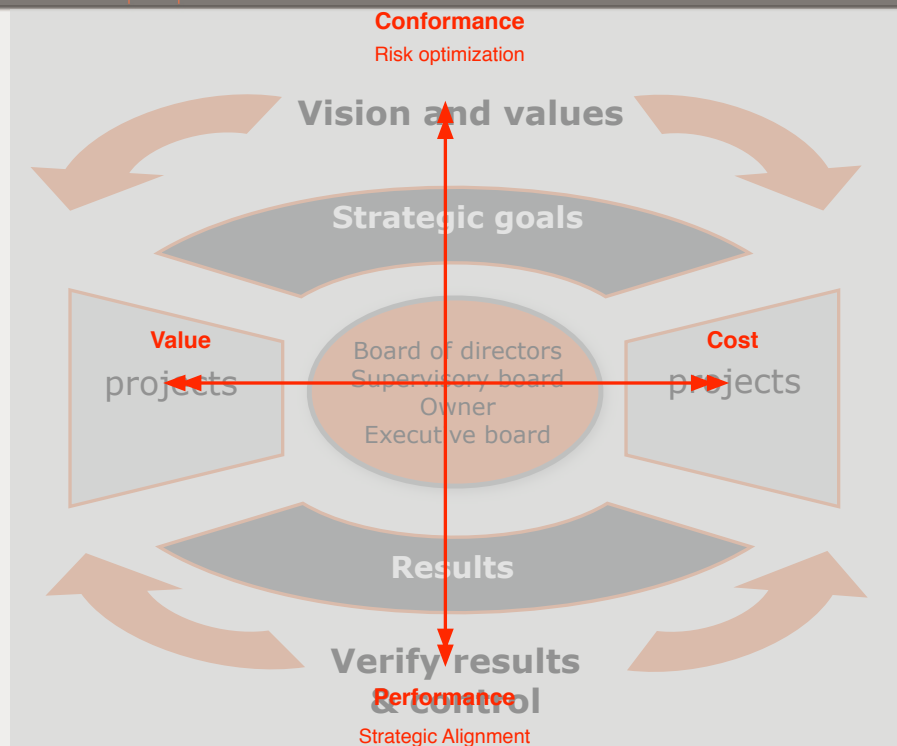 Conformance
Risk optimization
Vision and values
Strategic goals
Value
Cost
projects
projects
Board of directors
Supervisory board
Owner
Executive board
Results
Verify results
& control
Performance
Strategic Alignment